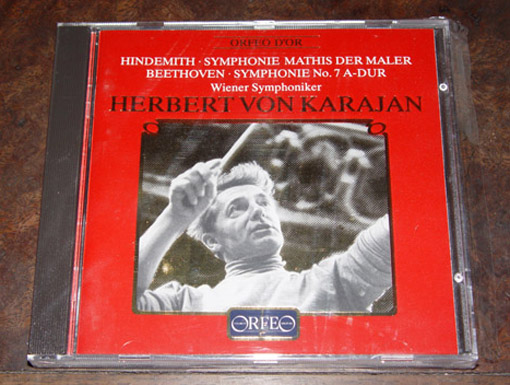 ORFEO D'OR
HINDEMITH · SYMPHONIE MATHIS DER MALER
BEETHOVEN · SYMPHONIE No. 7 A-DUR
Wiener Symphoniker
HERBERT VON KARAJAN
ORFEO